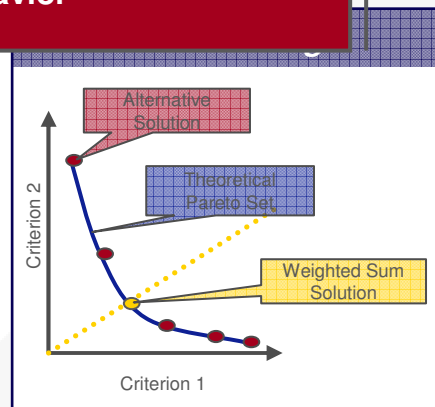 Alternative
Solution
Theoretical
Pareto Set
Criterion 2
Weighted Sum
Solution
Criterion 1